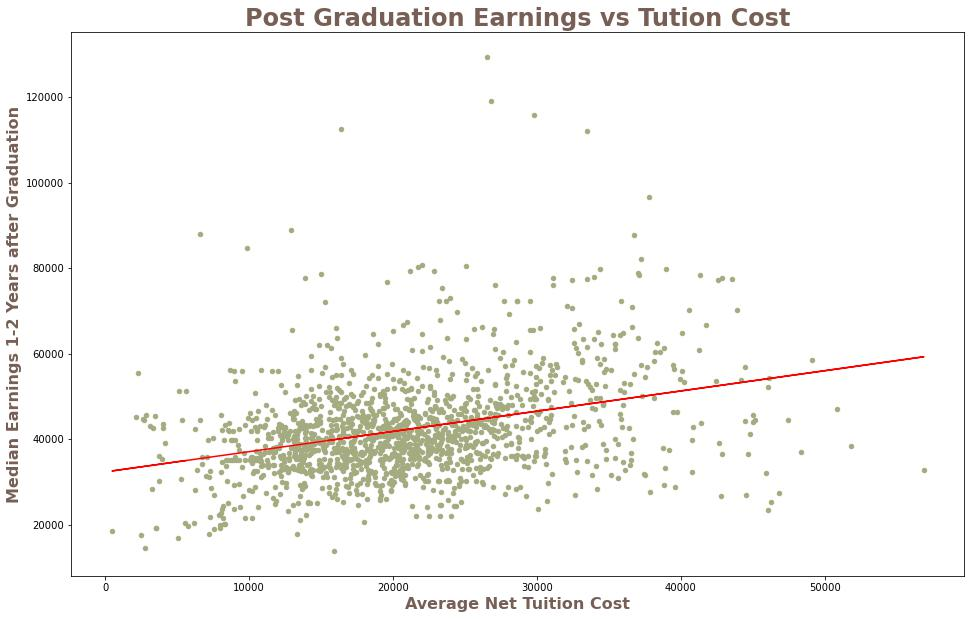 Post Graduation Earnings vs Tution Cost
Median Earnings 1-2 Years after Graduation
120000
100000
80000
60000
40000
20000
0 10000 20000 30000 40000 50000
Average Net Tuition Cost